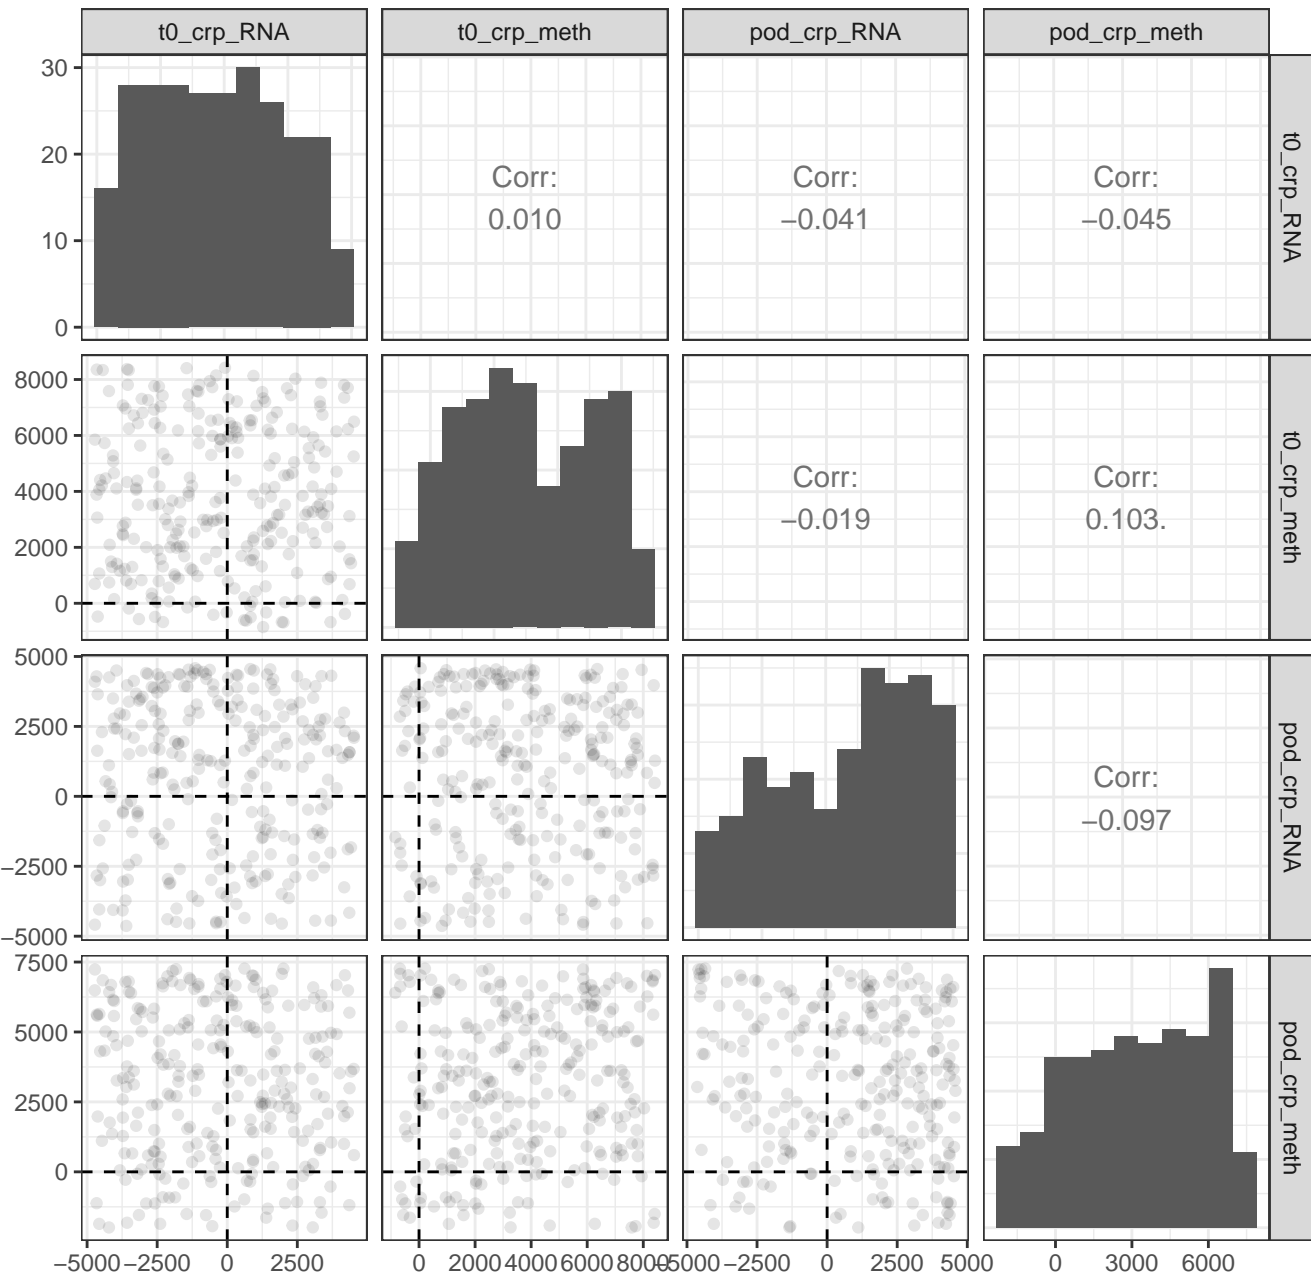 t0_crp_RNA t0_crp_meth pod_crp_RNA pod_crp_meth
30
20
10
0
Corr:
0.010
Corr:
−0.041
Corr:
−0.045
t0_crp_RNA
8000
6000
4000
2000
0
Corr:
−0.019
Corr:
0.103.
t0_crp_meth
5000
2500
0
−2500
−5000
Corr:
−0.097
pod_crp_RNA
7500
5000
2500
0
pod_crp_meth
−5000 −2500 0 2500 0 2000 4000 6000 8000 −5000 −2500 0 2500 5000 0 3000 6000